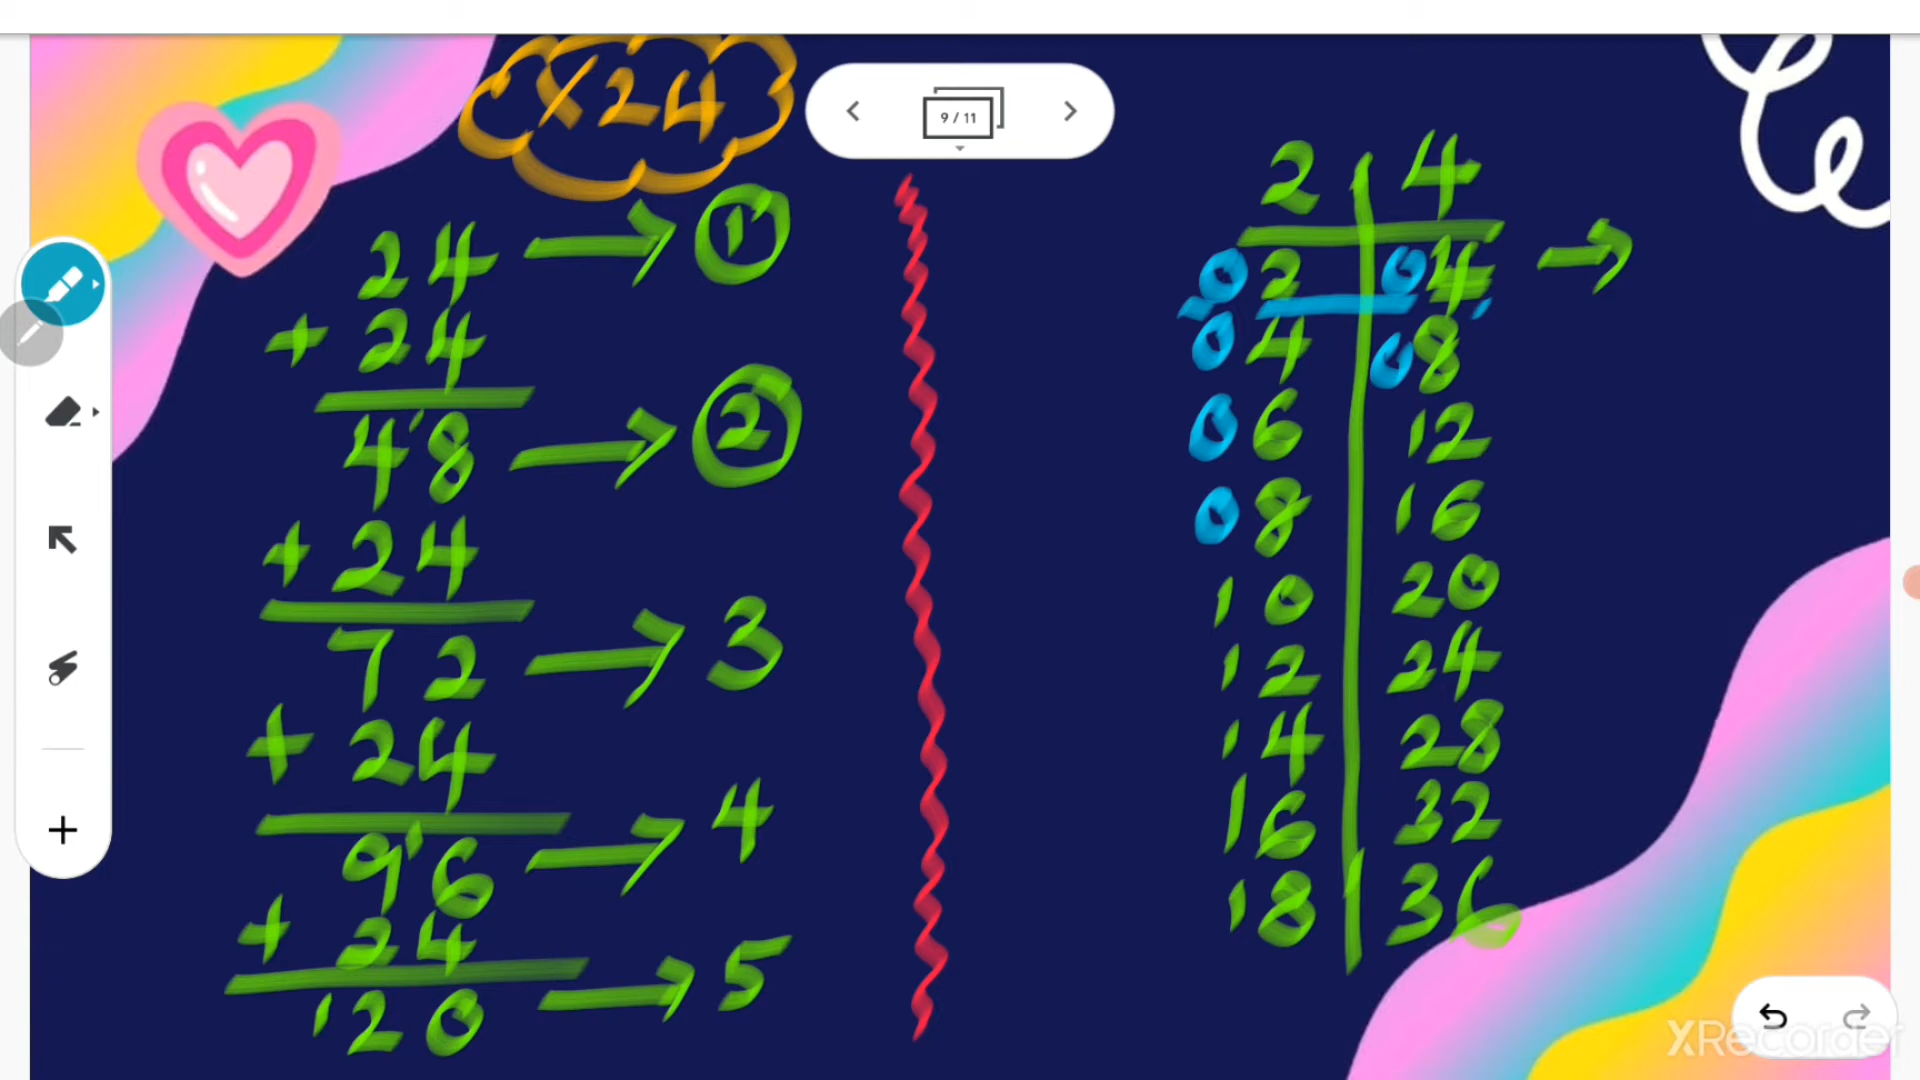 ×24
9 / 11
24 → 1
+ 24
48 → 2
+ 24
72 → 3
+ 24
96 → 4
+ 24
120 → 5
2 | 4
02 | 04 →
04 | 08
06 | 12
08 | 16
10 | 20
12 | 24
14 | 28
16 | 32
18 | 36
XRecorder